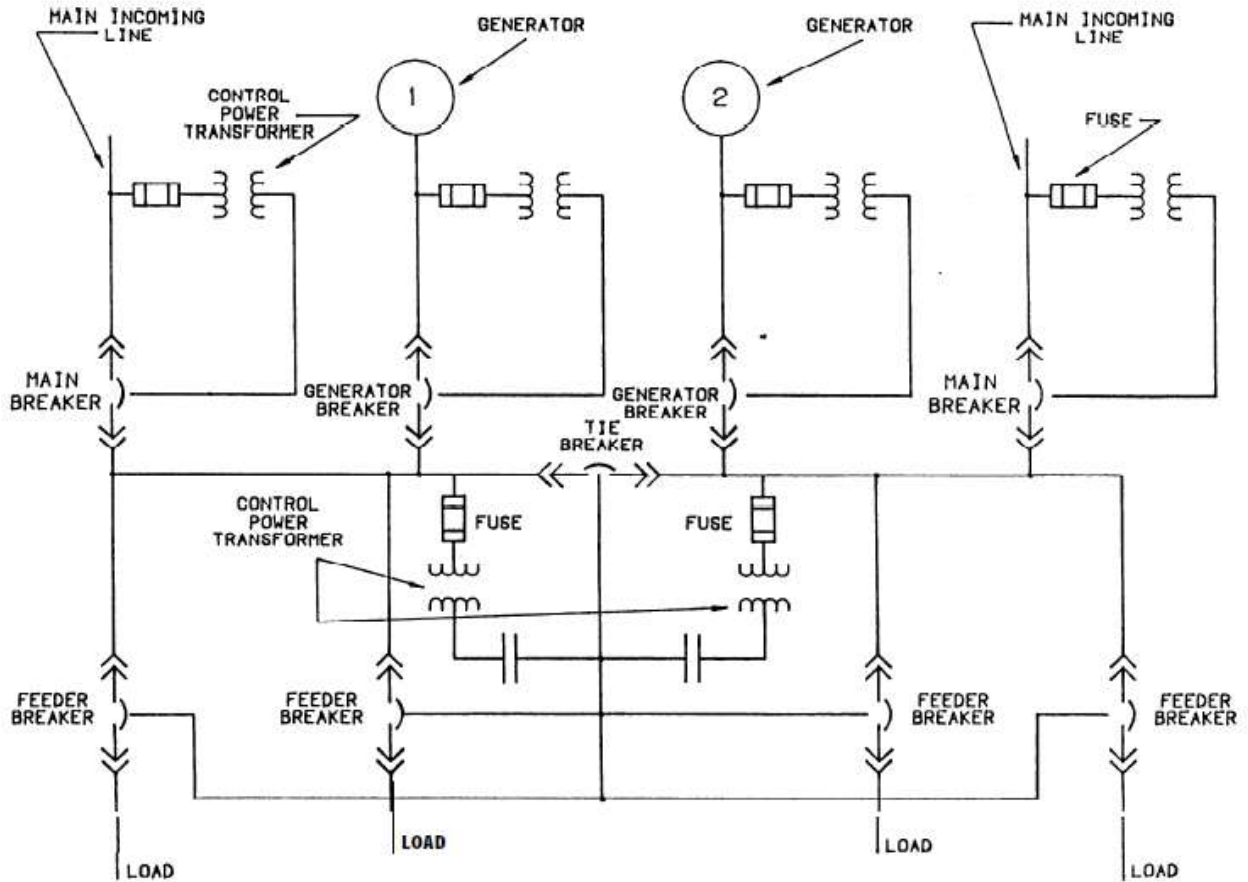 MAIN INCOMING
LINE
GENERATOR
GENERATOR
MAIN INCOMING
LINE
CONTROL
POWER
TRANSFORMER
1
2
FUSE
MAIN
BREAKER
GENERATOR
BREAKER
GENERATOR
BREAKER
MAIN
BREAKER
TIE
BREAKER
CONTROL
POWER
TRANSFORMER
FUSE
FUSE
FEEDER
BREAKER
FEEDER
BREAKER
FEEDER
BREAKER
FEEDER
BREAKER
LOAD
LOAD
LOAD
LOAD